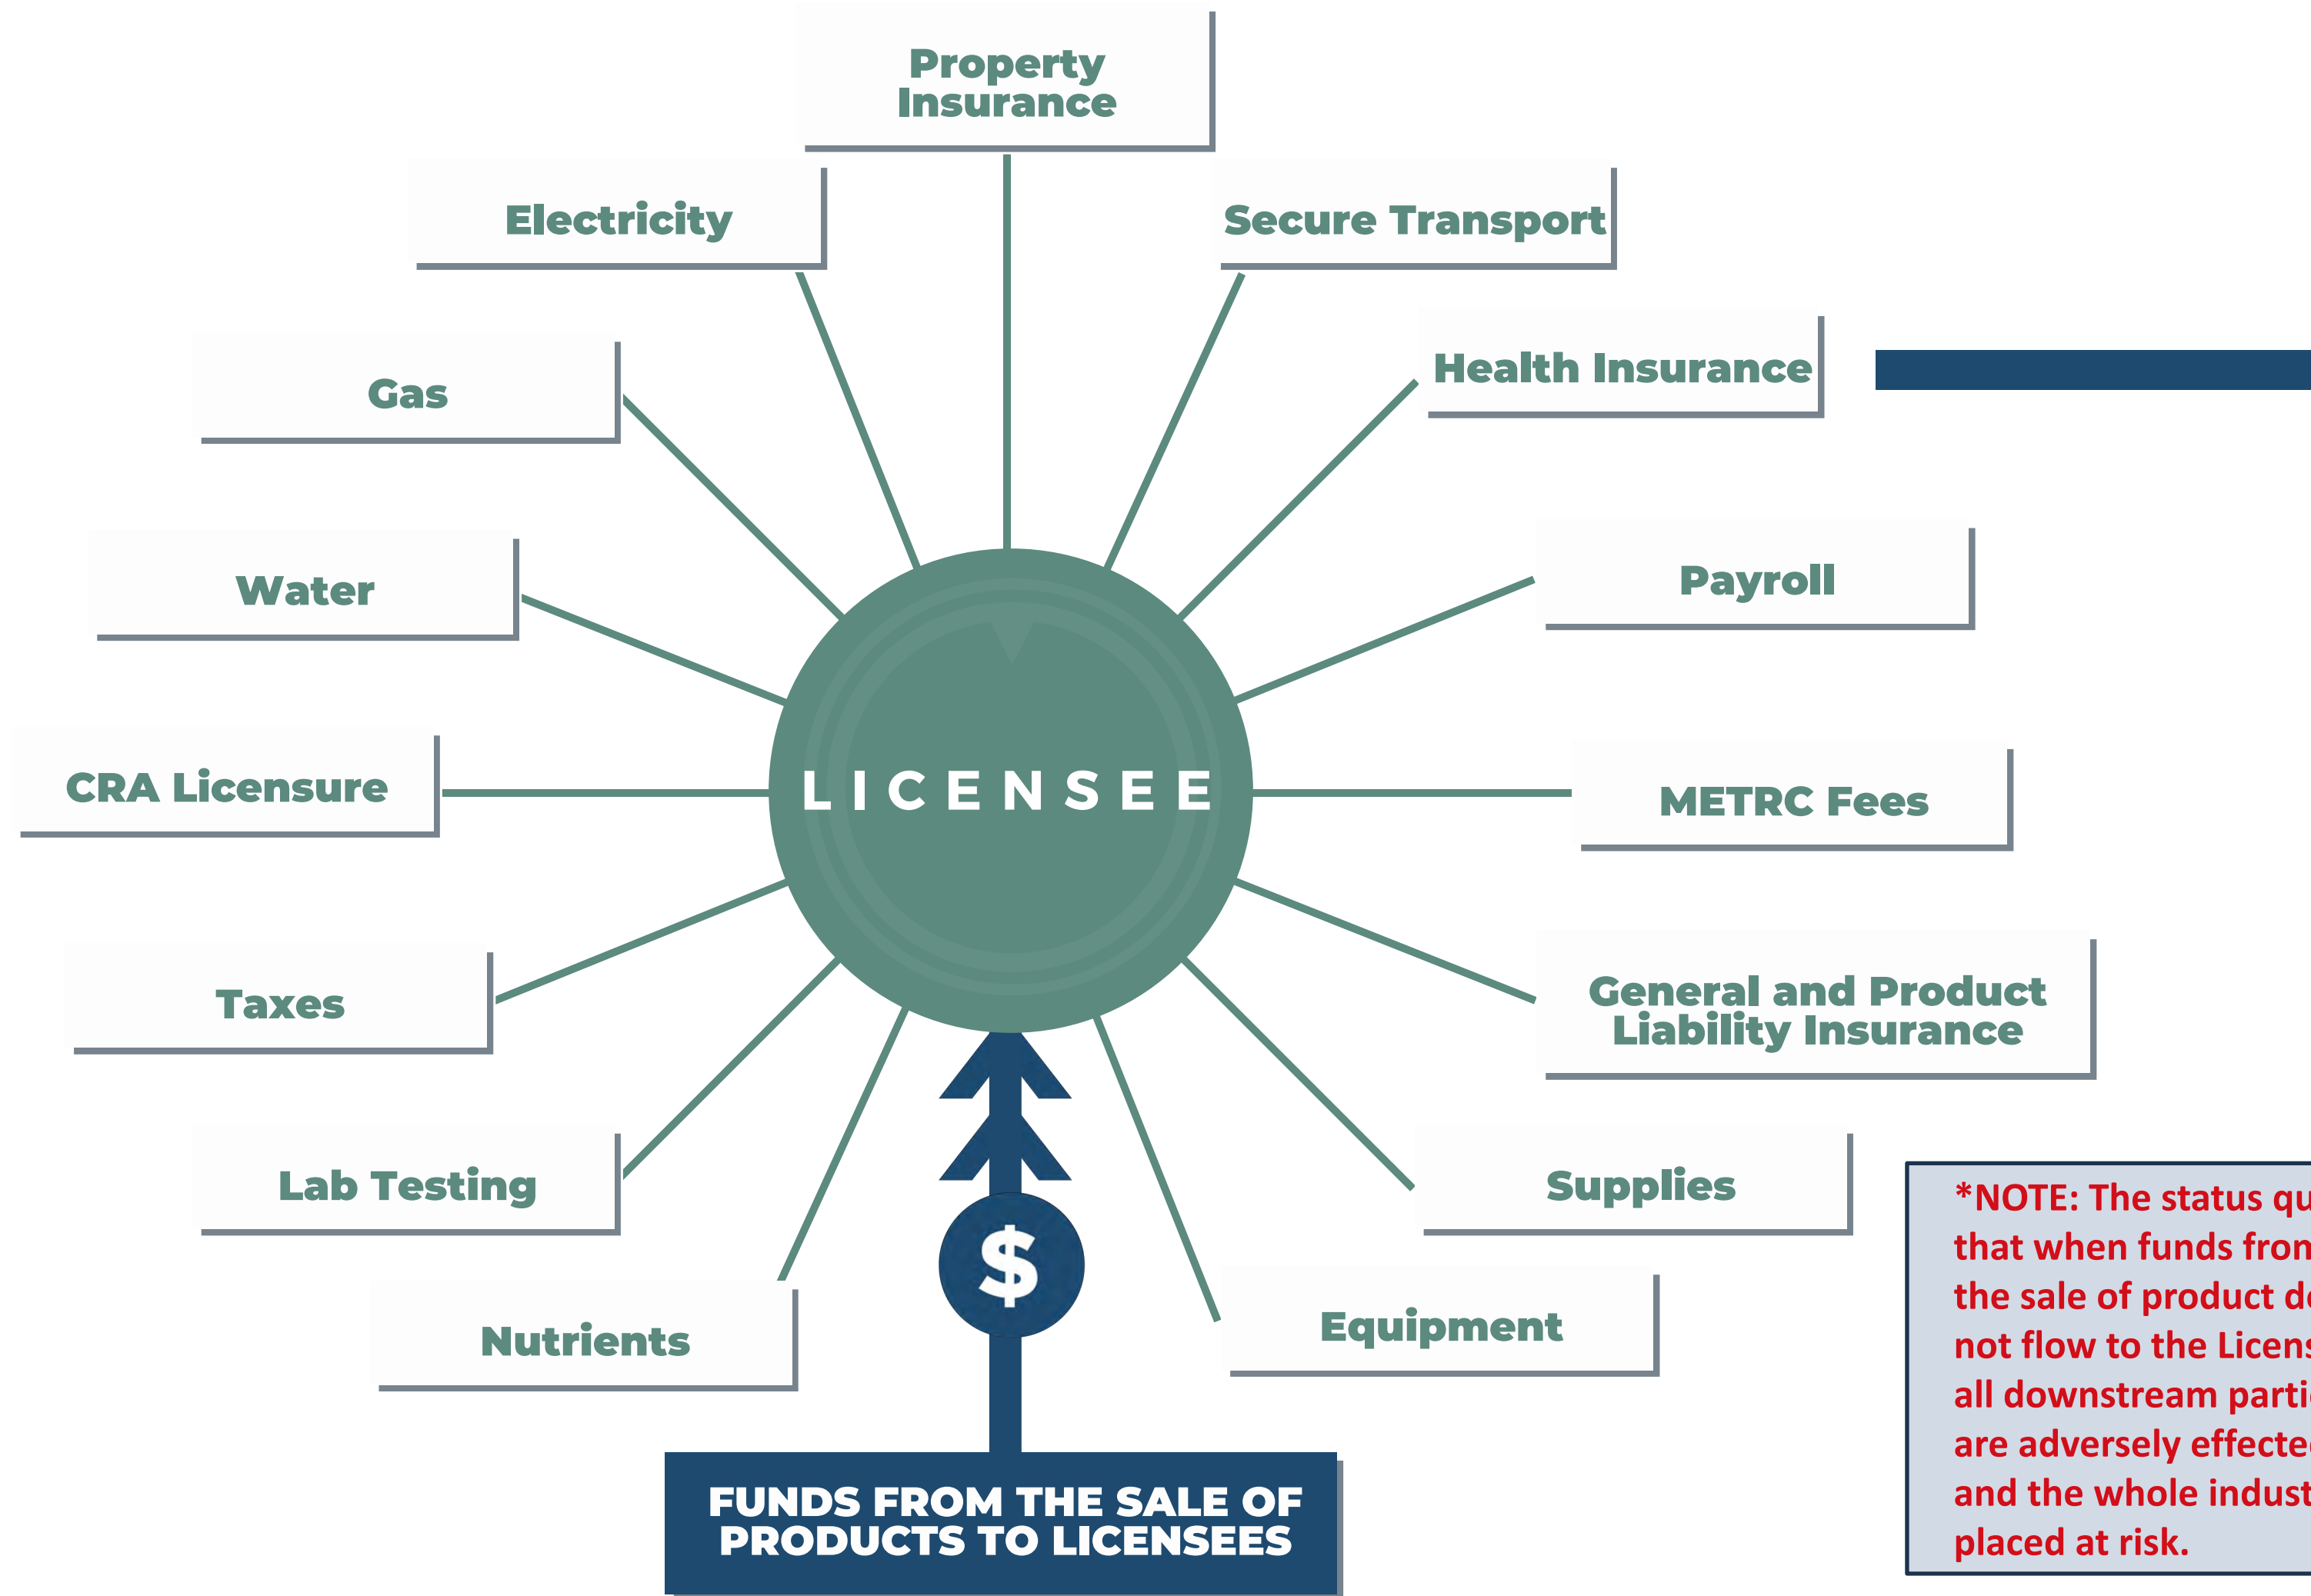 Property
Insurance
Electricity
Secure Transport
Health Insurance
Gas
Water
Payroll
CRA Licensure
LICENSEE
METRC Fees
Taxes
General and Product
Liability Insurance
Lab Testing
Supplies
Nutrients
$
Equipment
*NOTE: The status
that when funds from
the sale of product
not flow to the
all downstream
are adversely
and the whole
placed at risk.
FUNDS FROM THE SALE OF
PRODUCTS TO LICENSEES